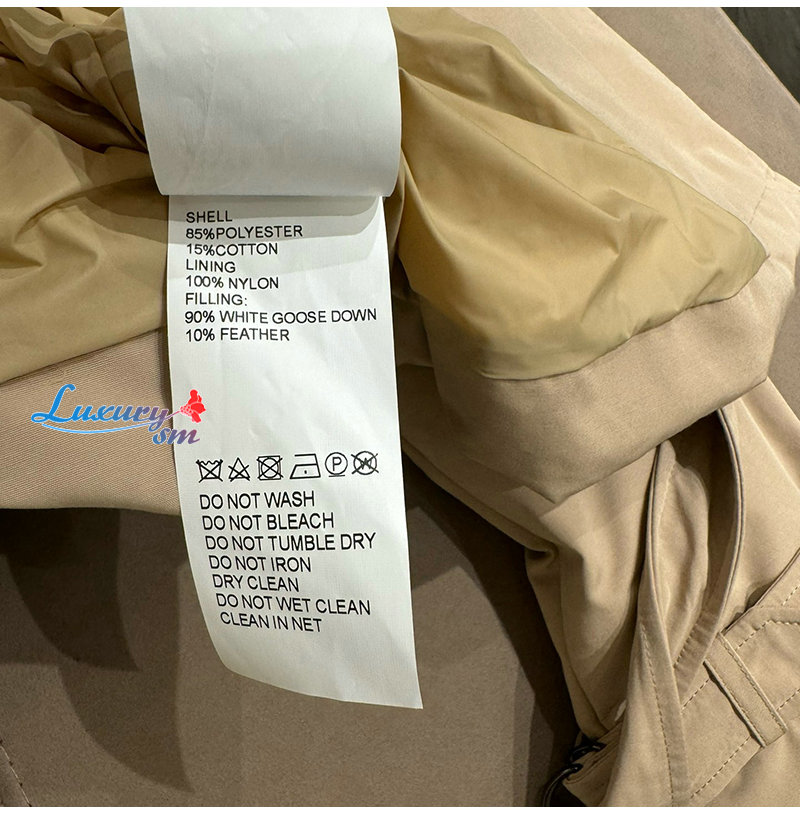 SHELL
85%POLYESTER
15%COTTON
LINING
100% NYLON
FILLING:
90% WHITE GOOSE DOWN
10% FEATHER
Luxury
sm
P
W
DO NOT WASH
DO NOT BLEACH
DO NOT TUMBLE DRY
DO NOT IRON
DRY CLEAN
DO NOT WET CLEAN
CLEAN IN NET